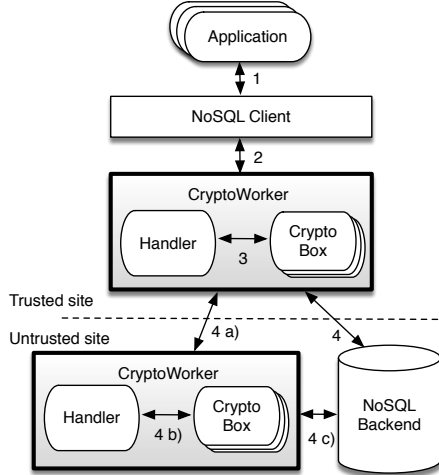 Application
1
NoSQL Client
2
CryptoWorker
Handler
3
Crypto
Box
Trusted site
Untrusted site
4 a)
4
CryptoWorker
Handler
4 b)
Crypto
Box
4 c)
NoSQL
Backend